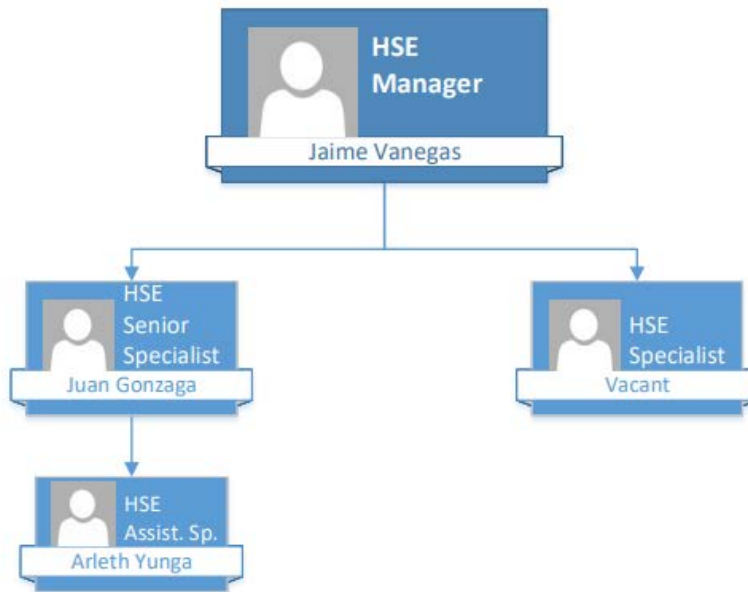 HSE
Manager
Jaime Vanegas
HSE
Senior
Specialist
Juan Gonzaga
HSE
Specialist
Vacant
HSE
Assist. Sp.
Arleth Yunga